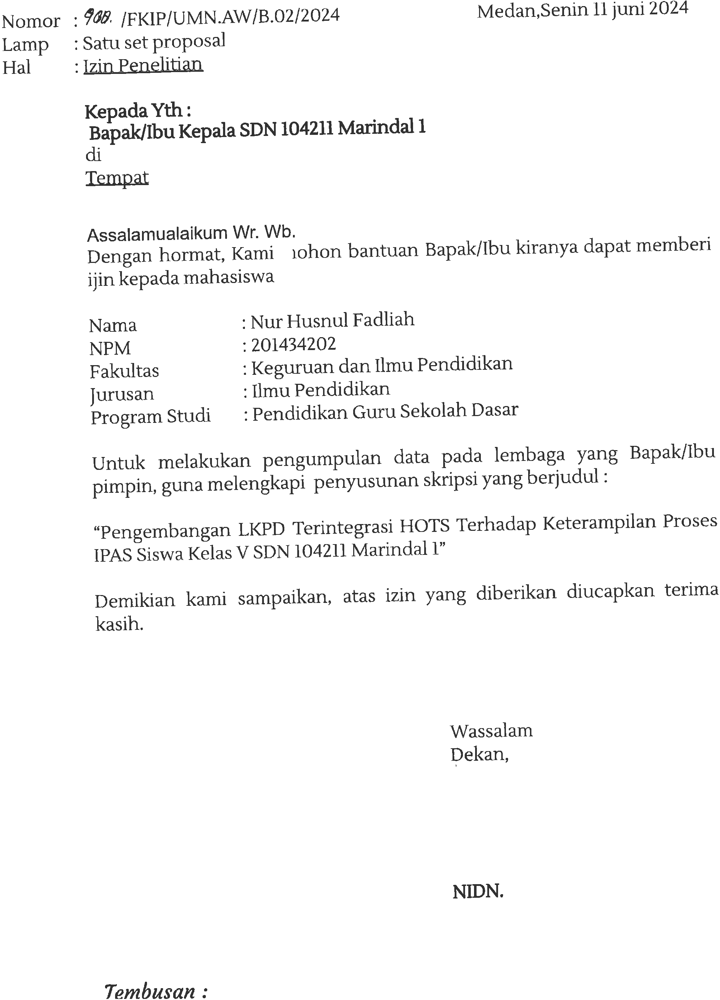 Nomor : /FKIP/UMN.AW/B.02/2024 Medan,Senin 11 juni 2024
Lamp : Satu set proposal
Hal : Izin Penelitian
Kepada Yth :
Bapak/Ibu Kepala SDN 104211 Marindal 1
di
Tempat
Assalamualaikum Wr. Wb.
Dengan hormat, Kami bantuan Bapak/Ibu kiranya dapat memberi
ijin kepada mahasiswa
Nama : Nur Husnul Fadliah
NPM : 201434202
Fakultas : Keguruan dan Ilmu Pendidikan
Jurusan : Ilmu Pendidikan
Program Studi : Pendidikan Guru Sekolah Dasar
Untuk melakukan pengumpulan data pada lembaga yang Bapak/Ibu
pimpin, guna melengkapi penyusunan skripsi yang berjudul :
“Pengembangan LKPD Terintegrasi HOTS Terhadap Keterampilan Proses
IPAS Siswa Kelas V SDN 104211 Marindal 1”
Demikian kami sampaikan, atas izin yang diberikan diucapkan terima
kasih.
Wassalam
Dekan,
NIDN.
Tembusan :